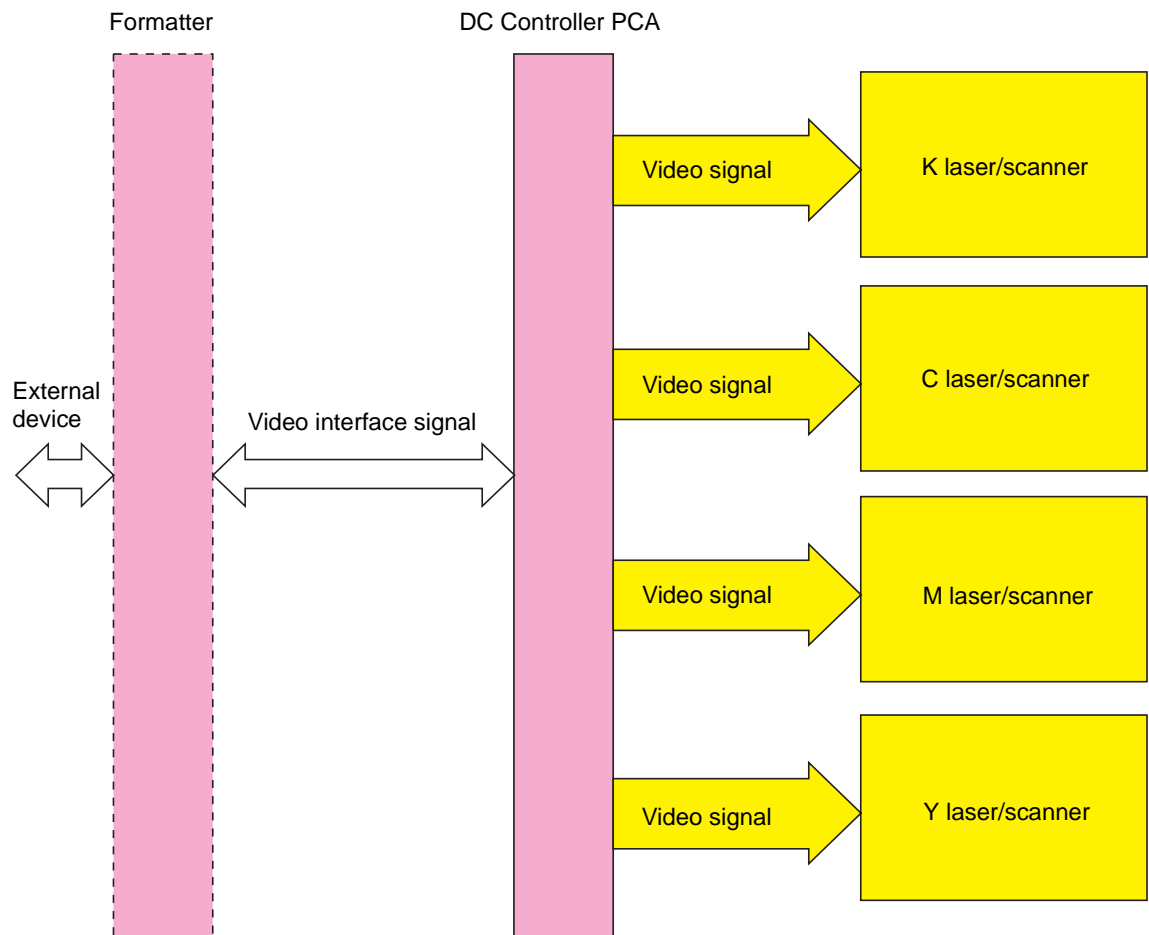 Formatter
DC Controller PCA
Video signal
K laser/scanner
Video signal
C laser/scanner
External
device
Video interface signal
Video signal
M laser/scanner
Video signal
Y laser/scanner